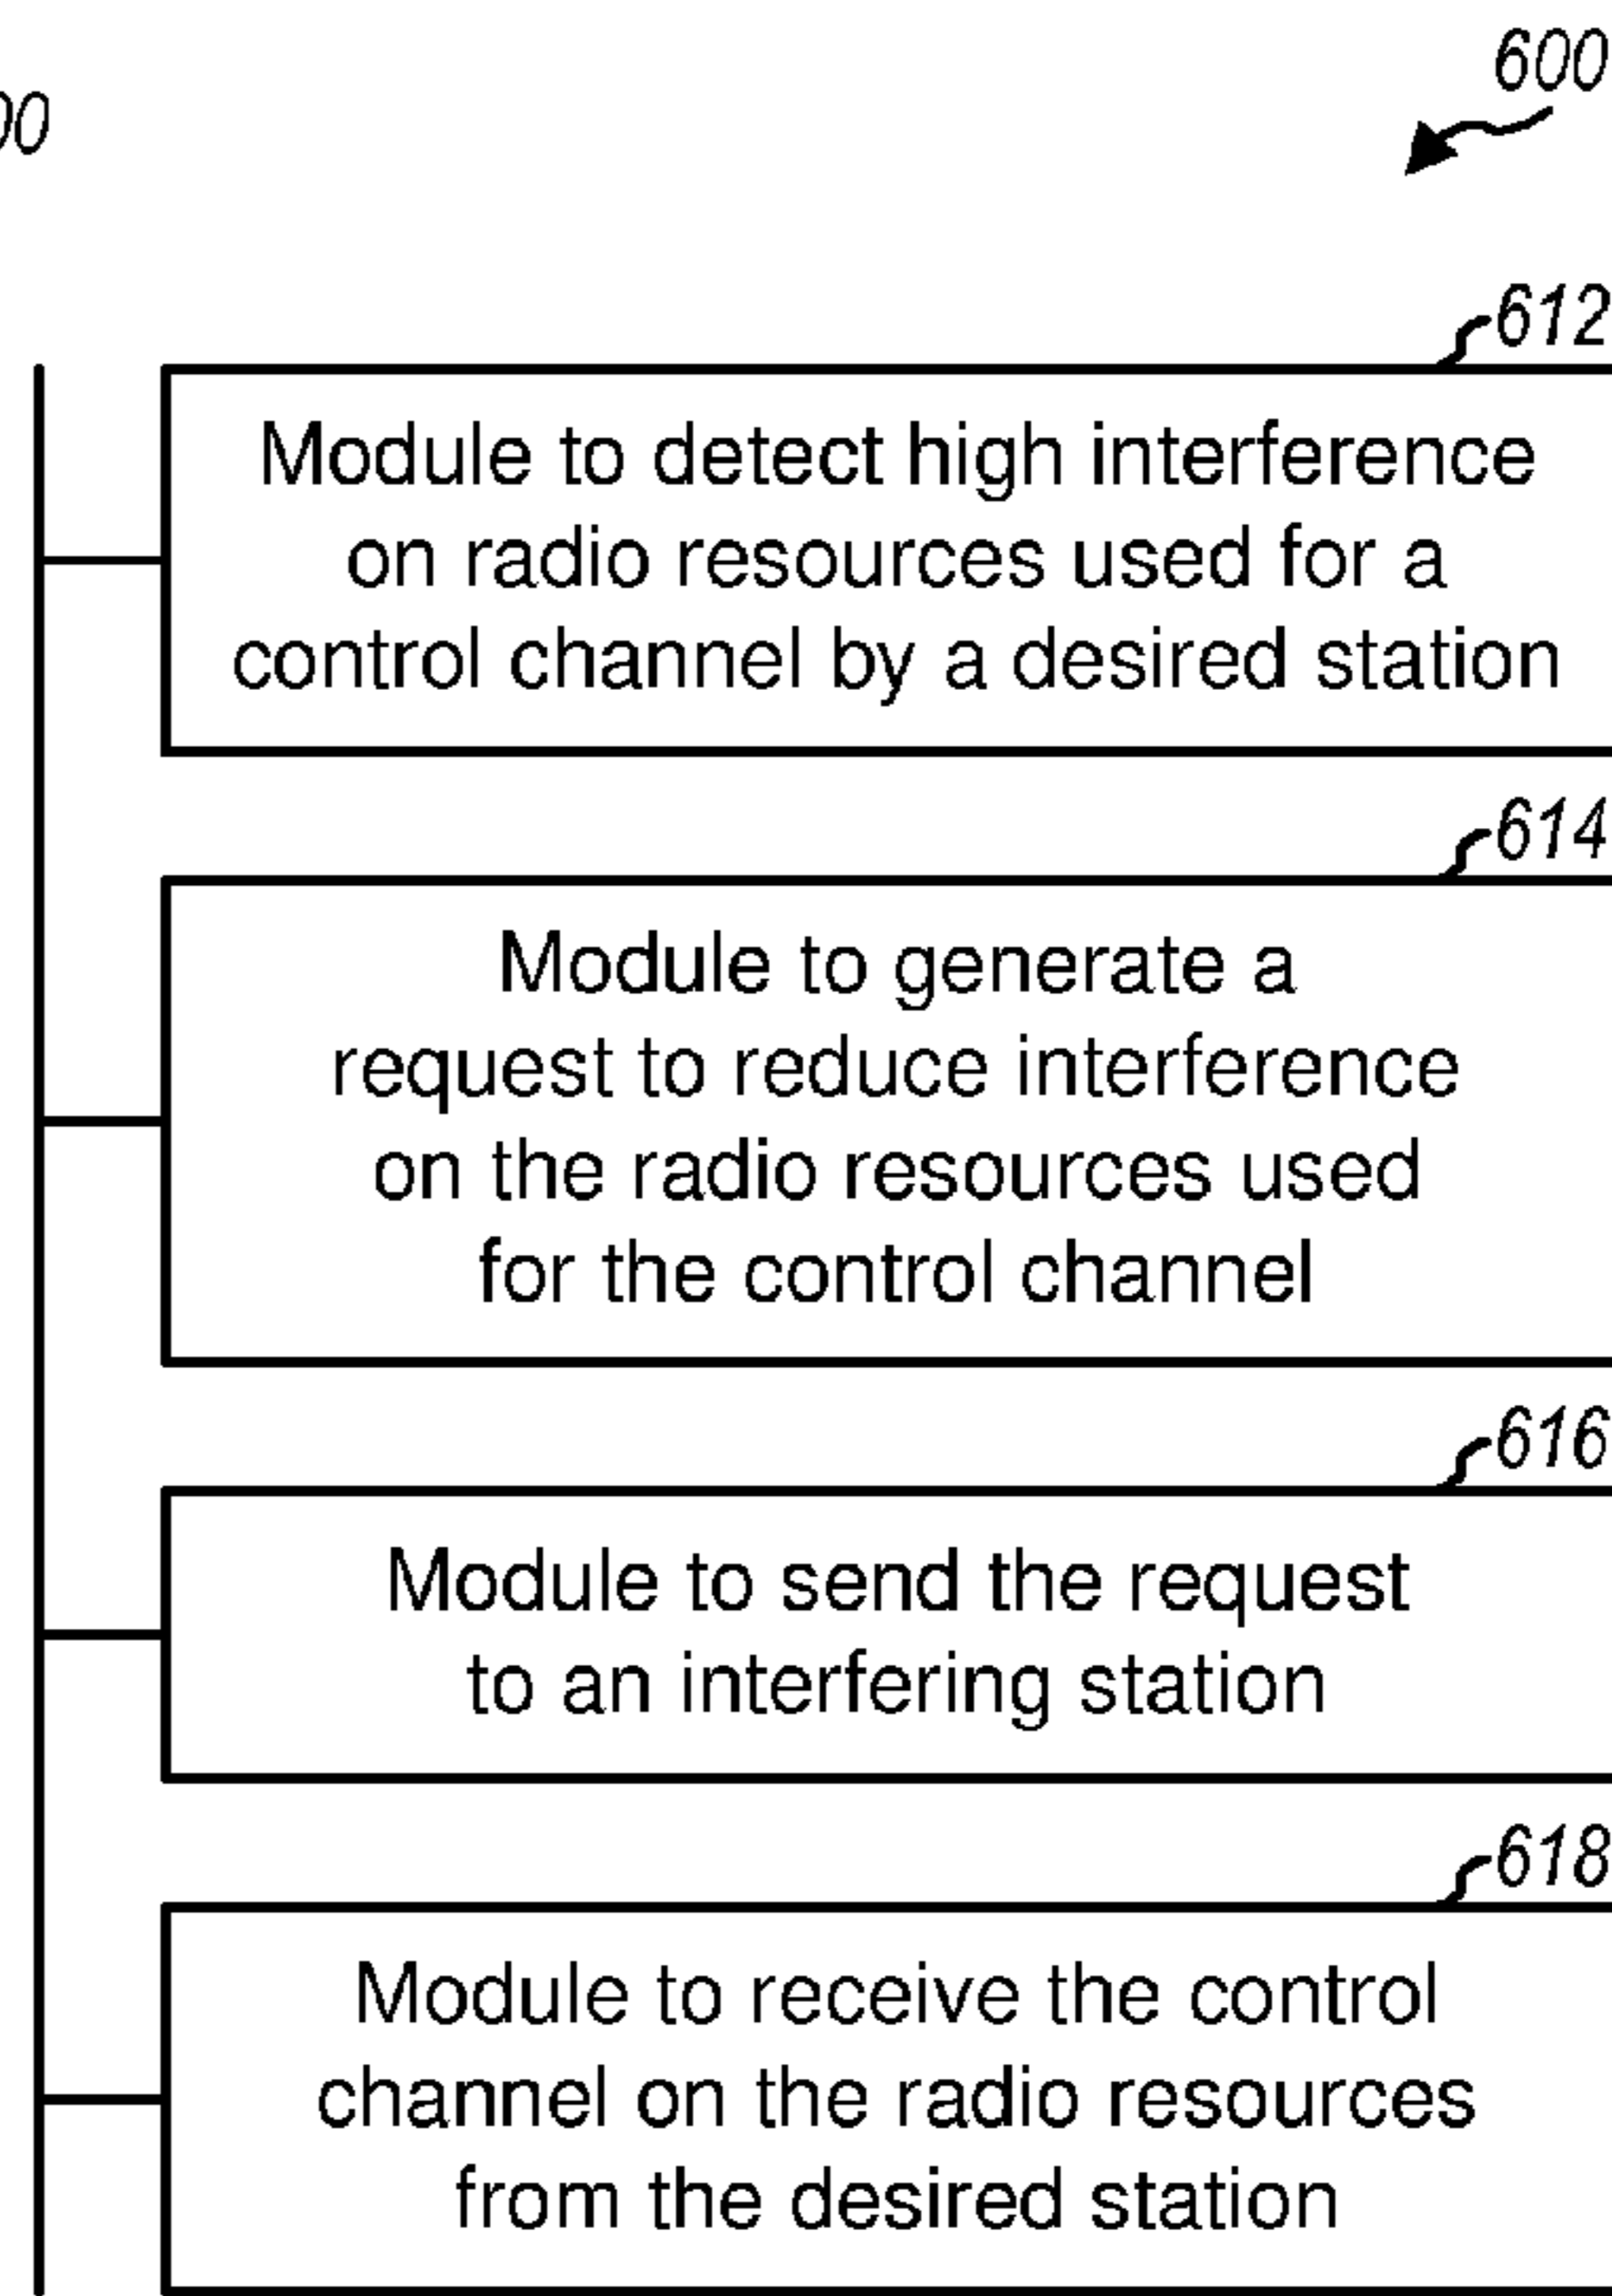 600
00
612
Module to detect high interference
on radio resources used for a
control channel by a desired station
614
Module to generate a
request to reduce interference
on the radio resources used
for the control channel
616
Module to send the request
to an interfering station
618
Module to receive the control
channel on the radio resources
from the desired station